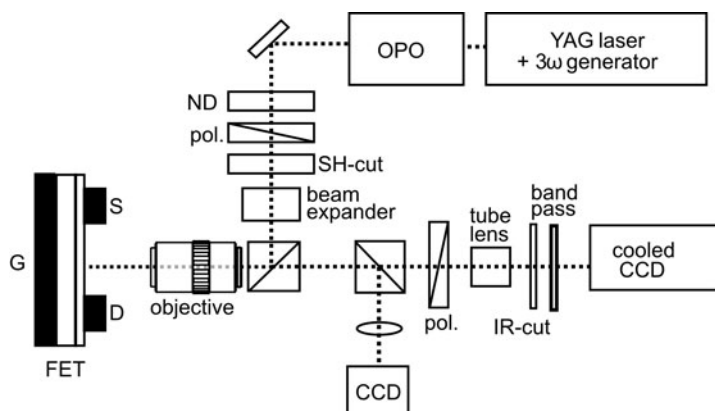 OPO
YAG laser
+ 3ω generator
ND
pol.
SH-cut
beam
expander
S
G
D
FET
objective
pol.
tube
lens
band
pass
IR-cut
cooled
CCD
CCD